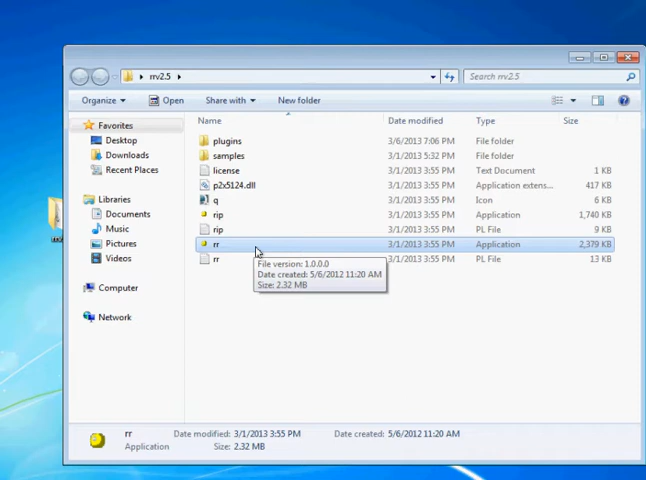 rrv2.5
Search rrv2.5
Organize
Open
Share with
New folder
Name
Date modified
Type
Size
Favorites
Desktop
Downloads
Recent Places
Libraries
Documents
Music
Pictures
Videos
Computer
Network
plugins 3/6/2013 7:06 PM File folder
samples 3/1/2013 5:32 PM File folder
license 3/1/2013 3:55 PM Text Document 1 KB
p2x5124.dll 3/1/2013 3:55 PM Application extens... 417 KB
q 3/1/2013 3:55 PM Icon 6 KB
rip 3/1/2013 3:55 PM Application 1,740 KB
rip 3/1/2013 3:55 PM PL File 9 KB
rr 3/1/2013 3:55 PM Application 2,379 KB
rr 3/1/2013 3:55 PM PL File 13 KB
File version: 1.0.0.0
Date created: 5/6/2012 11:20 AM
Size: 2.32 MB
rr Date modified: 3/1/2013 3:55 PM Date created: 5/6/2012 11:20 AM
Application Size: 2.32 MB